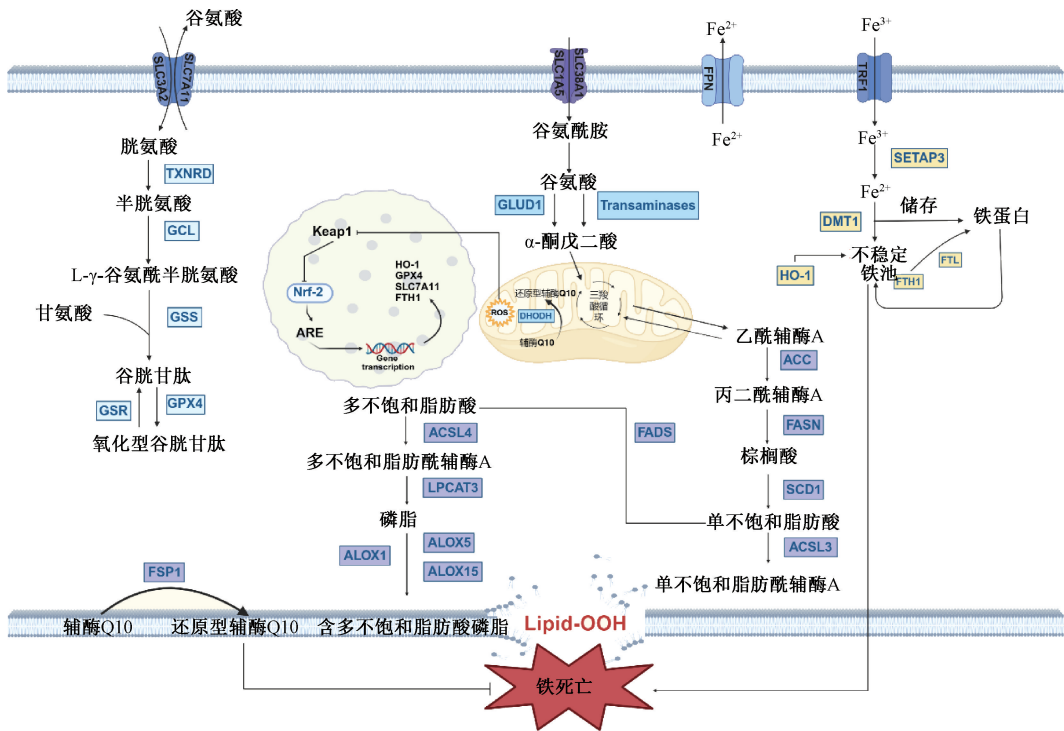 谷氨酸
SLC3A2
SLC7A11
胱氨酸
TXNRD
半胱氨酸
GCL
L-γ-谷氨酰半胱氨酸
甘氨酸
GSS
谷胱甘肽
GSR
GPX4
氧化型谷胱甘肽
SLC1A5
SLC38A1
谷氨酰胺
谷氨酸
GLUD1
Transaminases
α-酮戊二酸
Keap1
Nrf-2
ARE
HO-1
GPX4
SLC7A11
FTH1
Gene
transcription
还原型辅酶Q10
ROS
DHODH
辅酶Q10
三羧
酸循
环
Fe2+
FPN
Fe2+
Fe3+
TRF1
Fe3+
SETAP3
Fe2+
DMT1
储存
铁蛋白
HO-1
不稳定
铁池
FTL
FTH1
乙酰辅酶A
ACC
丙二酰辅酶A
FASN
棕榈酸
SCD1
单不饱和脂肪酸
ACSL3
单不饱和脂肪酰辅酶A
FADS
多不饱和脂肪酸
ACSL4
多不饱和脂肪酰辅酶A
LPCAT3
磷脂
ALOX1
ALOX5
ALOX15
FSP1
辅酶Q10
还原型辅酶Q10
含多不饱和脂肪酸磷脂
Lipid-OOH
铁死亡